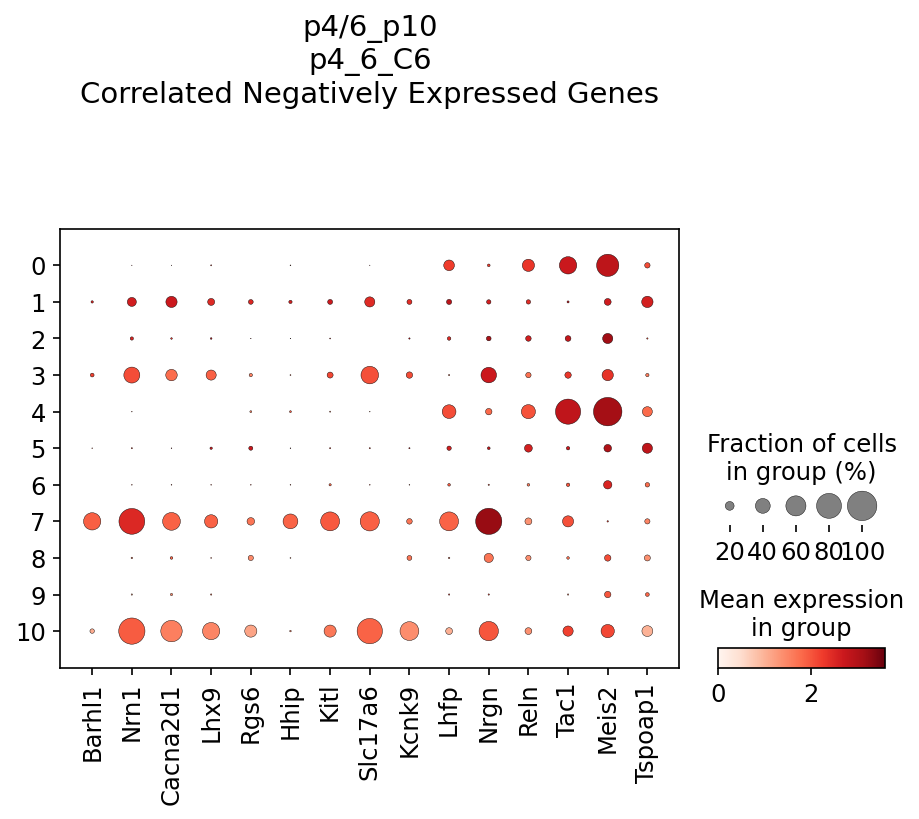 p4/6_p10
p4_6_C6
Correlated Negatively Expressed Genes
0
1
2
3
4
5
6
7
8
9
10
Barhl1
Nrn1
Cacna2d1
Lhx9
Rgs6
Hhip
Kitl
Slc17a6
Kcnk9
Lhfp
Nrgn
Reln
Tac1
Meis2
Tspoap1
Fraction of cells
in group (%)
20 40 60 80 100
Mean expression
in group
0 2